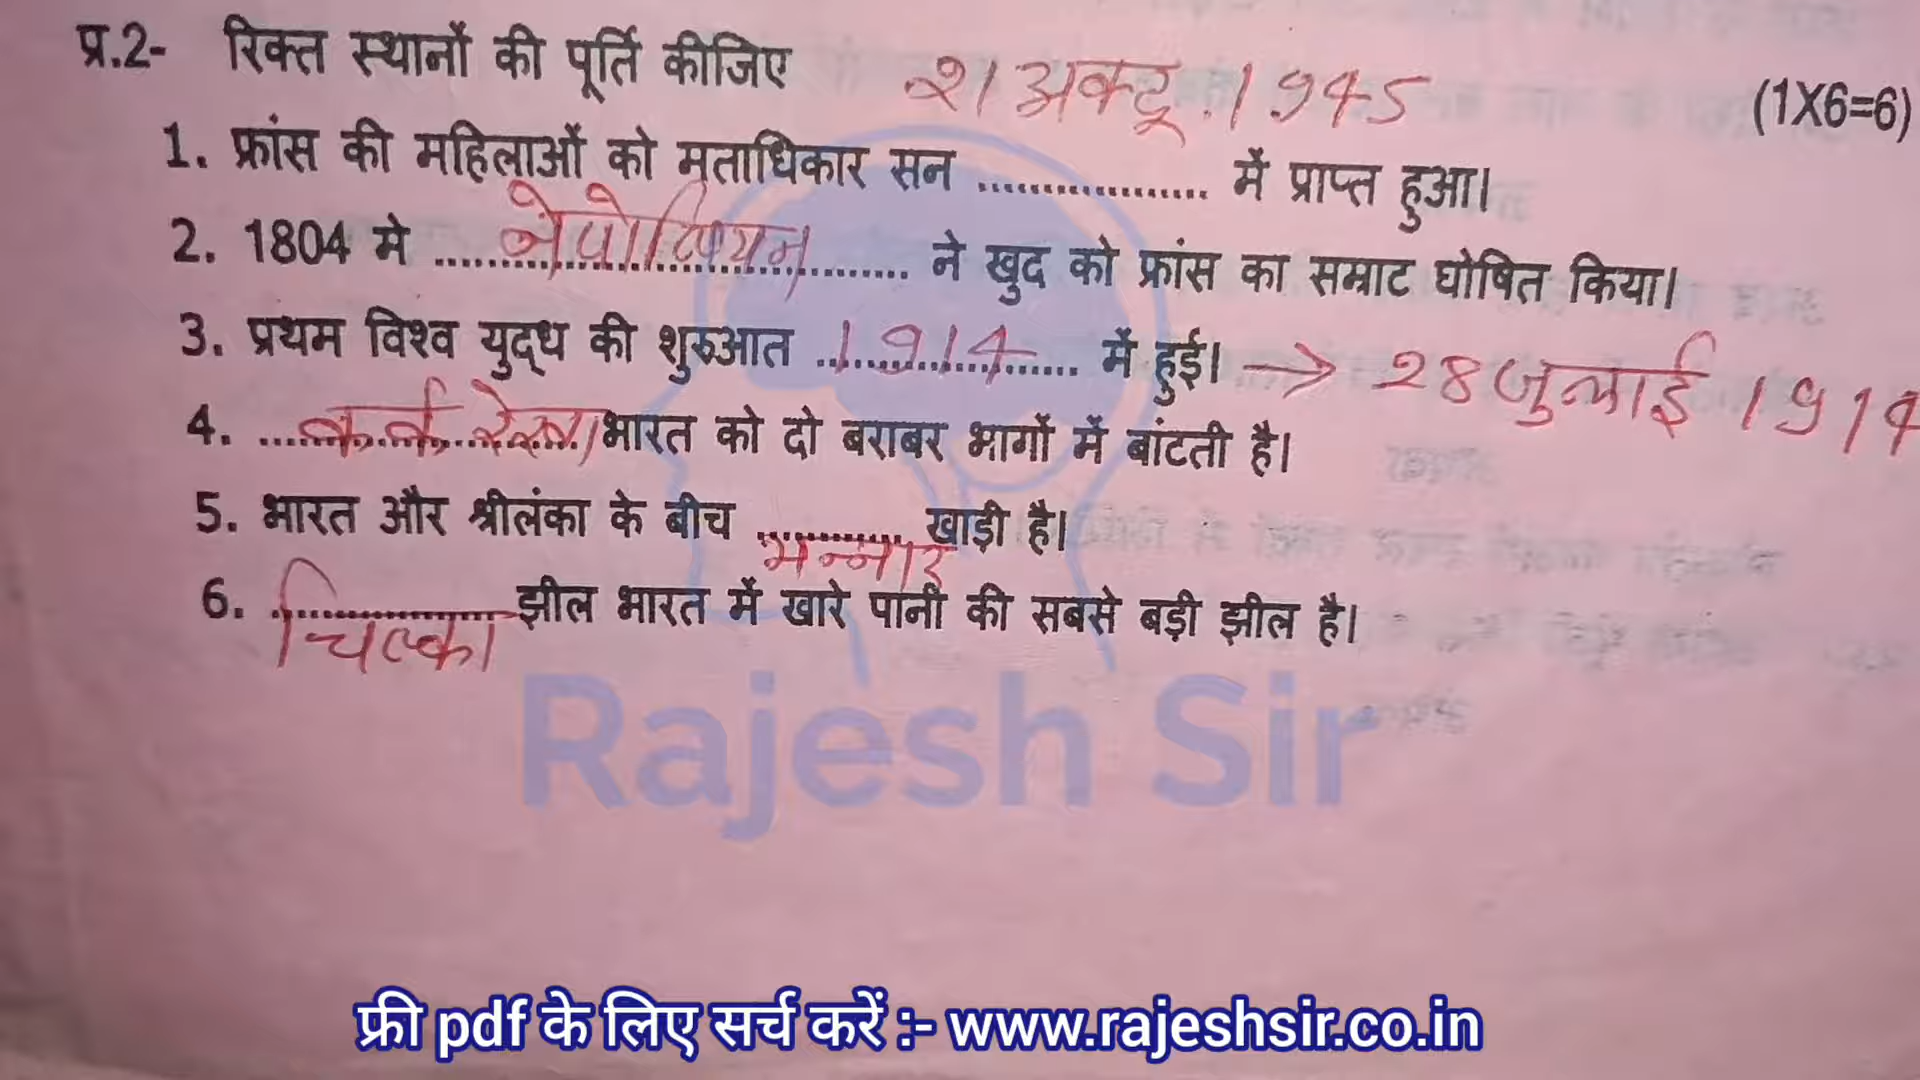 प्र.2- रिक्त स्थानों की पूर्ति कीजिए (1X6=6)
21 अक्टू. 1945
1. फ्रांस की महिलाओं को मताधिकार सन .................... में प्राप्त हुआ।
2. 1804 मे नेपोलियन ने खुद को फ्रांस का सम्राट घोषित किया।
3. प्रथम विश्व युद्ध की शुरुआत 1914 में हुई। → 28 जुलाई 1914
4. कर्क रेखा भारत को दो बराबर भागों में बांटती है।
5. भारत और श्रीलंका के बीच ............ खाड़ी है।
मन्नार
6. .................... झील भारत में खारे पानी की सबसे बड़ी झील है।
चिल्का
Rajesh Sir
फ्री pdf के लिए सर्च करें :- www.rajeshsir.co.in